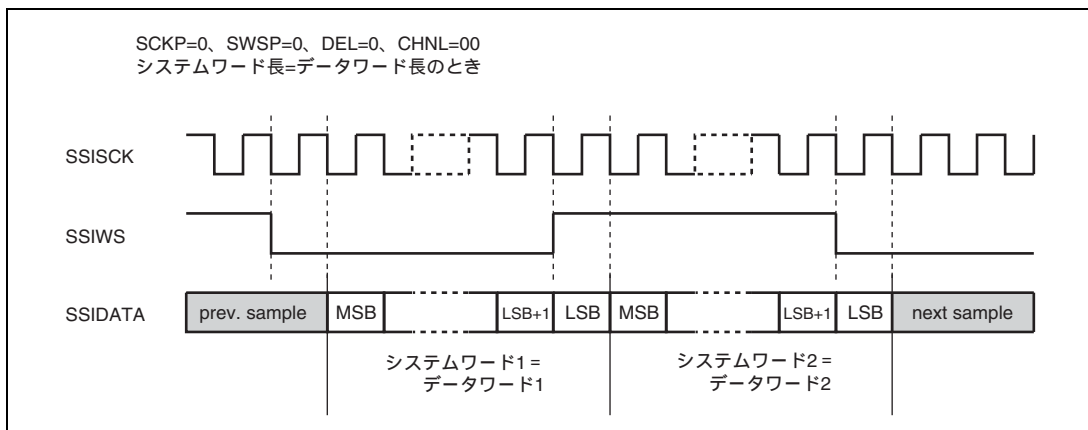 SCKP=0、SWSP=0、DEL=0、CHNL=00
システムワード長=データワード長のとき
SSISCK
SSIWS
SSIDATA
prev. sample
MSB
LSB+1
LSB
MSB
LSB+1
LSB
next sample
システムワード1 =
データワード1
システムワード2 =
データワード2